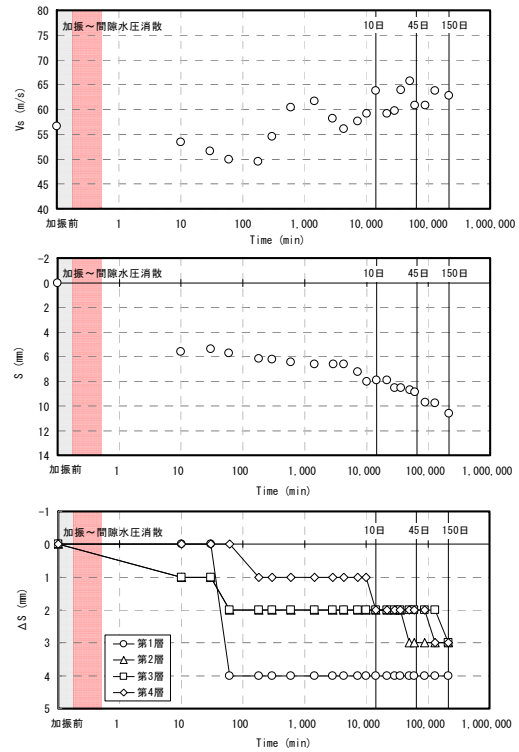 80
75
70
65
60
55
50
45
40
Vs (m/s)
加振～間隙水圧消散
10日
45日
150日
加振前
1
10
100
1,000
10,000
100,000
1,000,000
Time (min)
-2
0
2
4
6
8
10
12
14
S (mm)
加振～間隙水圧消散
10日
45日
150日
加振前
1
10
100
1,000
10,000
100,000
1,000,000
Time (min)
-1
0
1
2
3
4
5
ΔS (mm)
加振～間隙水圧消散
10日
45日
150日
第1層
第2層
第3層
第4層
加振前
1
10
100
1,000
10,000
100,000
1,000,000
Time (min)